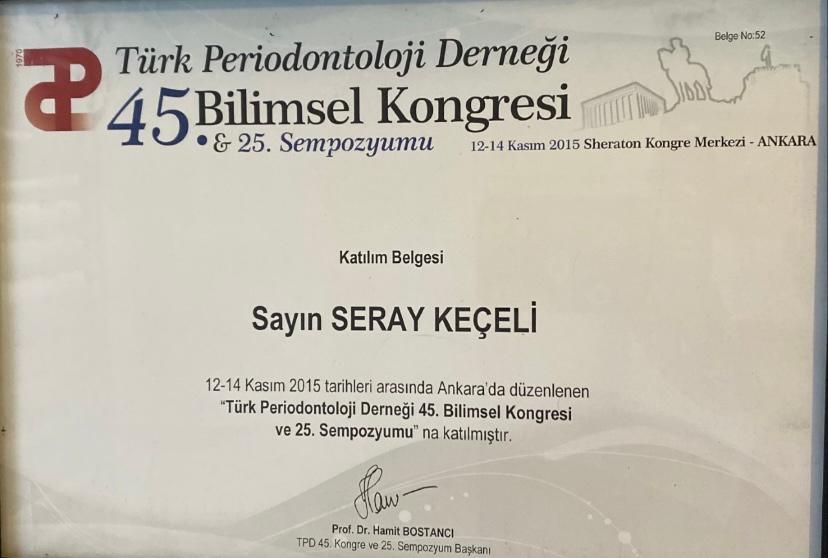 Belge No:52
1970
Türk Periodontoloji Derneği
45. Bilimsel Kongresi
& 25. Sempozyumu
12-14 Kasım 2015 Sheraton Kongre Merkezi - ANKARA
Katılım Belgesi
Sayın SERAY KEÇELİ
12-14 Kasım 2015 tarihleri arasında Ankara'da düzenlenen
“Türk Periodontoloji Derneği 45. Bilimsel Kongresi
ve 25. Sempozyumu” na katılmıştır.
Prof. Dr. Hamit BOSTANCI
TPD 45. Kongre ve 25. Sempozyum Başkanı